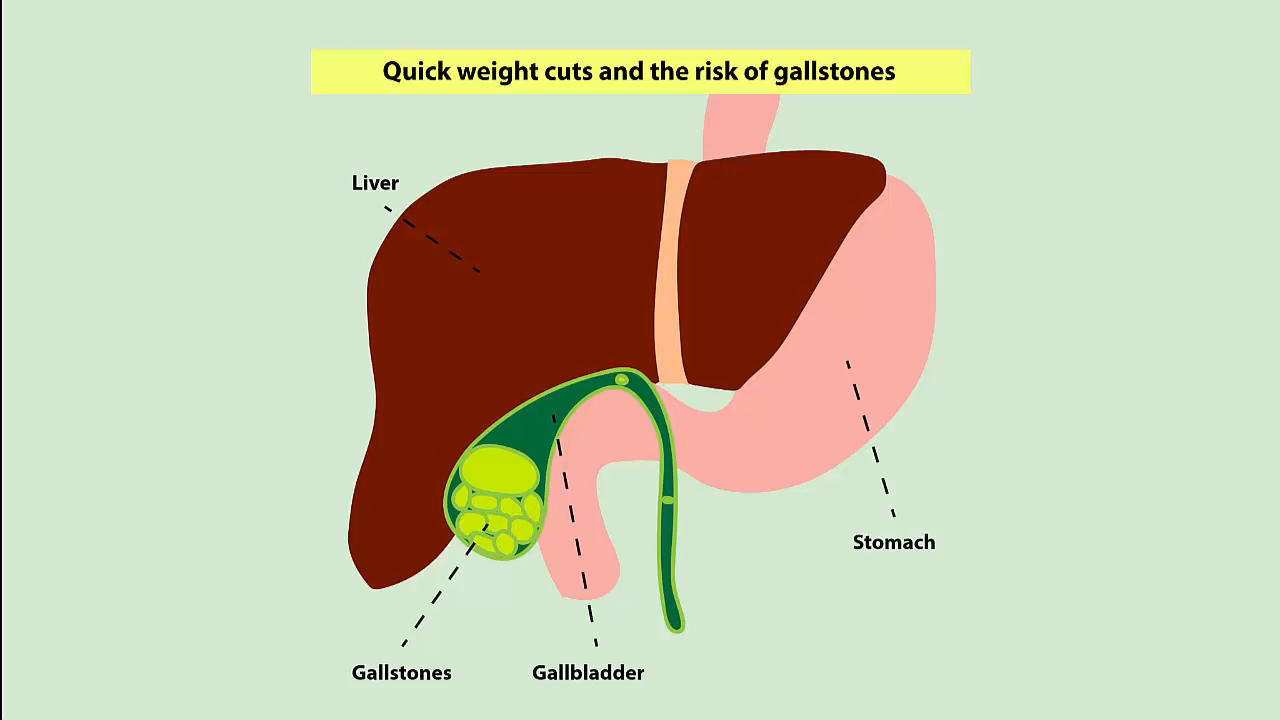 Quick weight cuts and the risk of gallstones
Liver
Stomach
Gallstones
Gallbladder